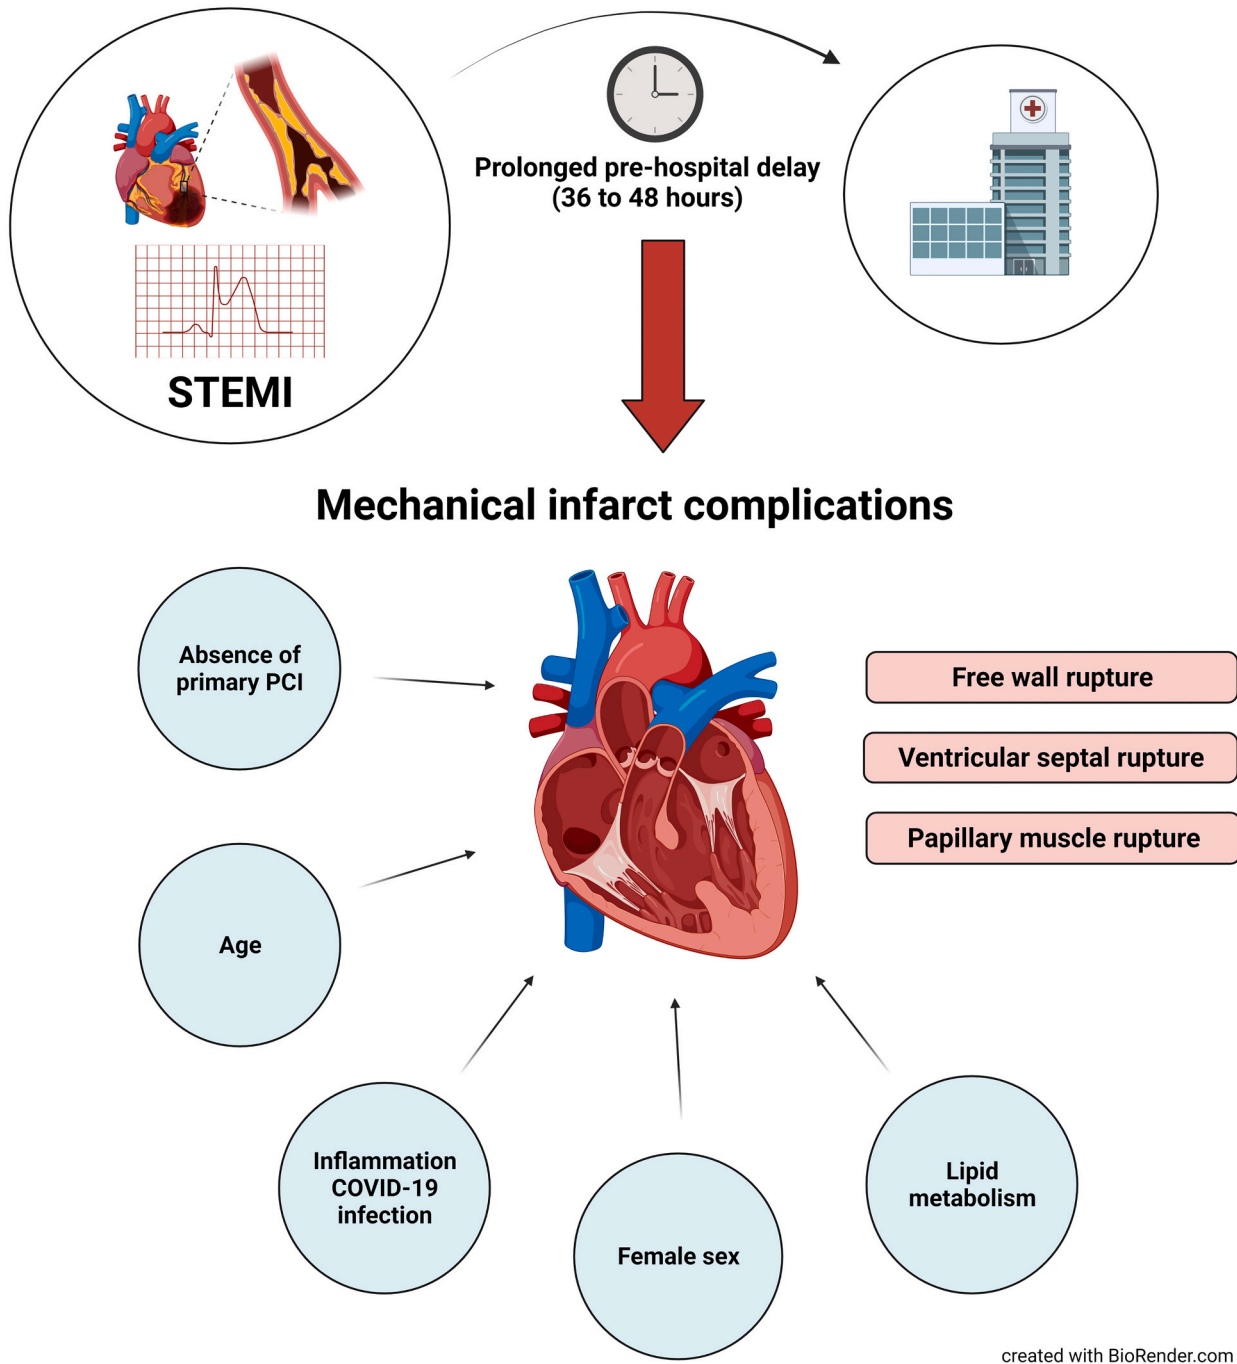 Prolonged pre-hospital delay
(36 to 48 hours)
STEMI
Mechanical infarct complications
Absence of
primary PCI
Age
Inflammation
COVID-19
infection
Female sex
Lipid
metabolism
Free wall rupture
Ventricular septal rupture
Papillary muscle rupture
created with BioRender.com